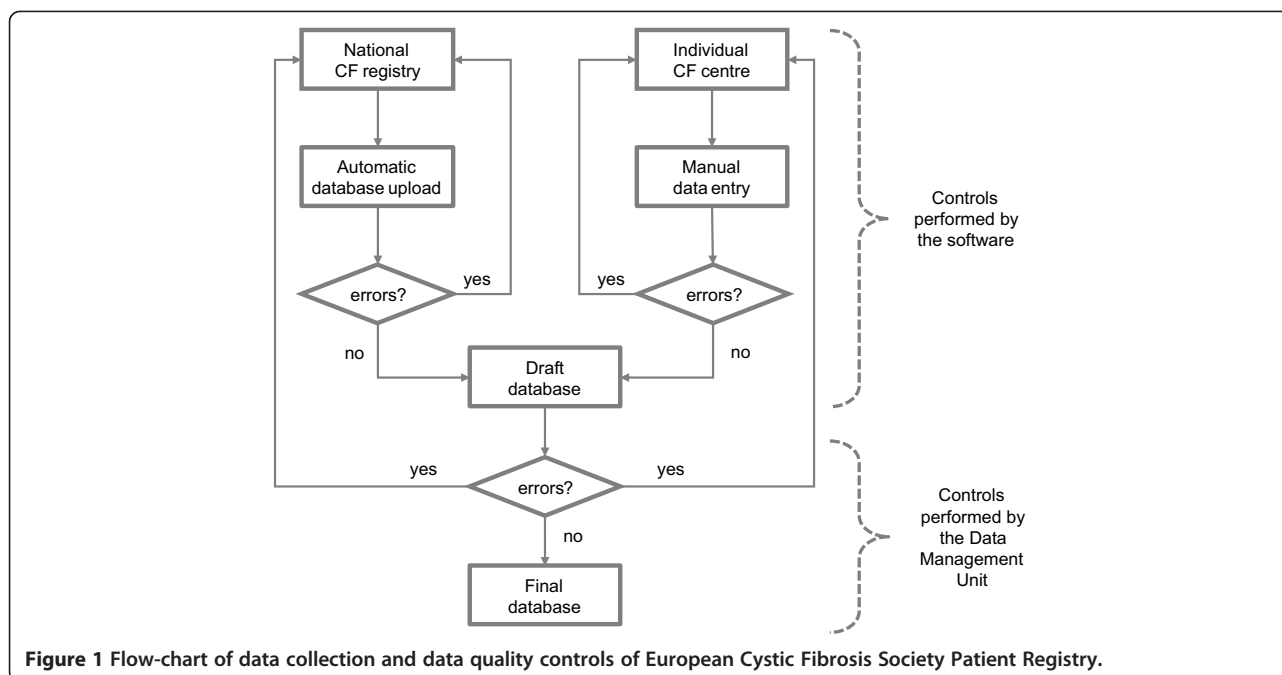 National
CF registry
Individual
CF centre
Automatic
database upload
Manual
data entry
Controls
performed by
the software
errors?
yes
yes
errors?
no
no
Draft
database
yes
errors?
yes
no
Controls
performed by
the Data
Management
Unit
Final
database
Figure 1 Flow-chart of data collection and data quality controls of European Cystic Fibrosis Society Patient Registry.